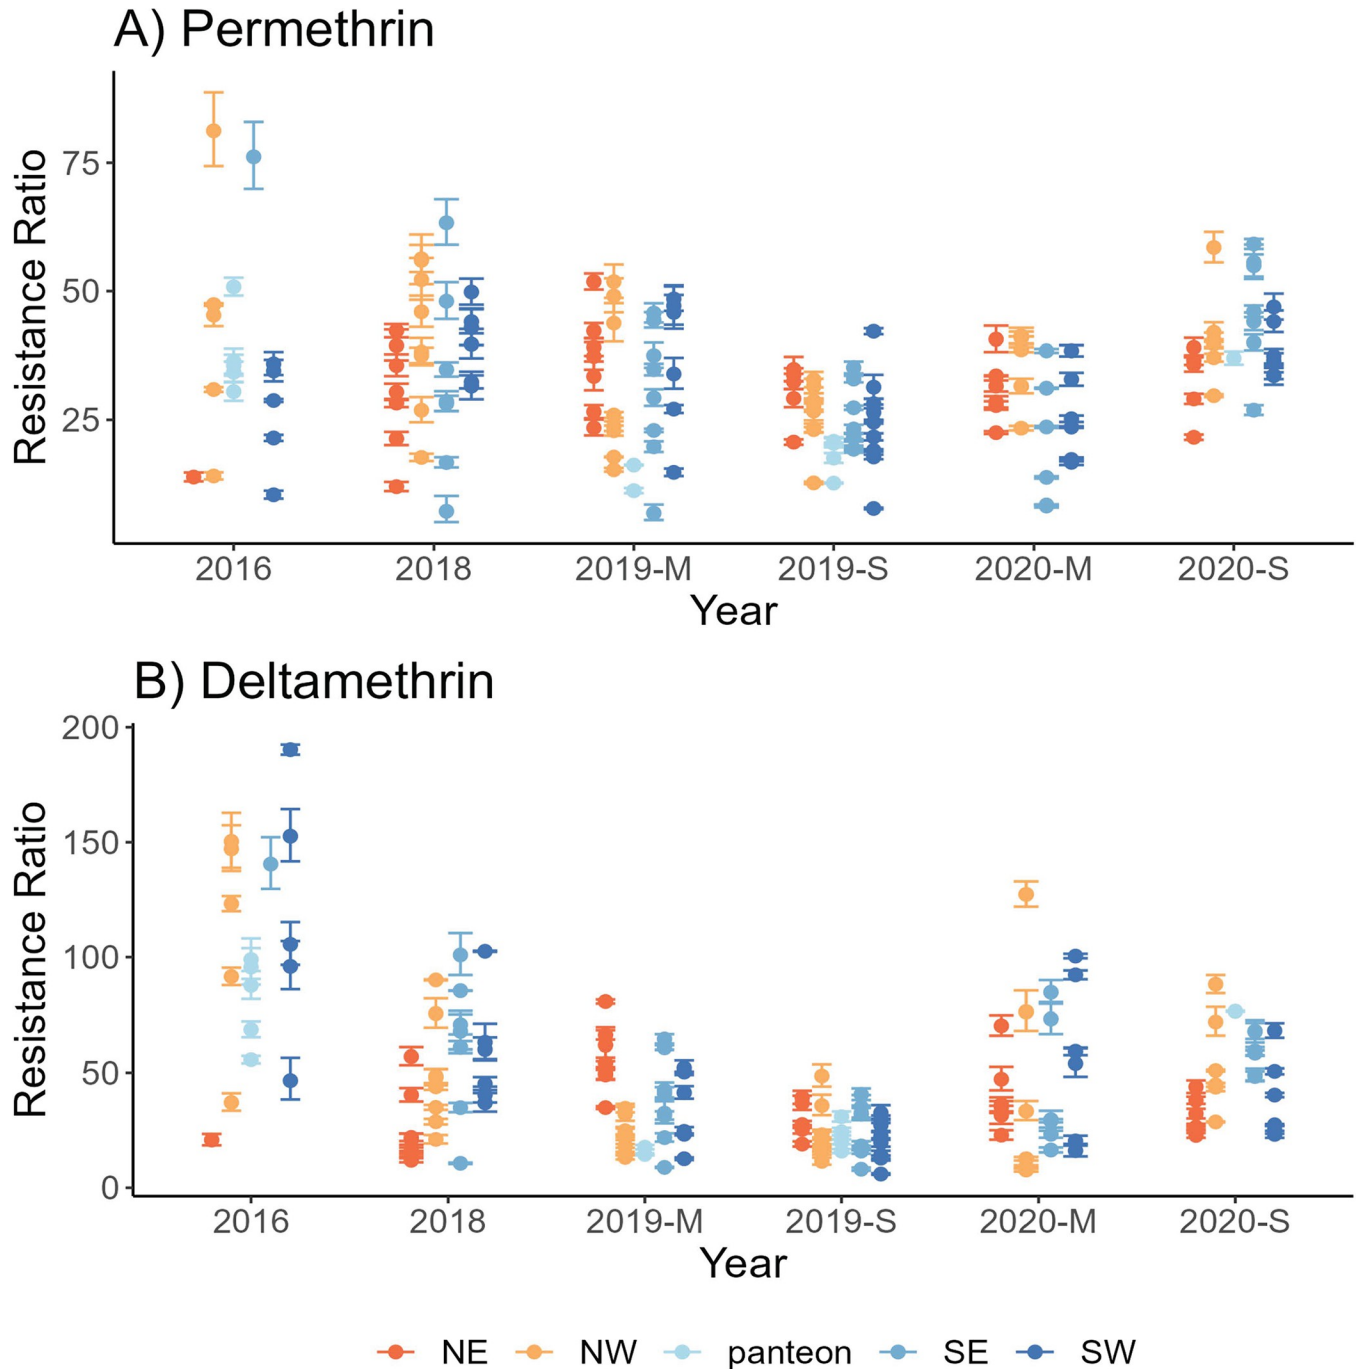 A) Permethrin
Resistance Ratio
75
50
25
2016 2018 2019-M 2019-S 2020-M 2020-S
Year
B) Deltamethrin
Resistance Ratio
200
150
100
50
0
2016 2018 2019-M 2019-S 2020-M 2020-S
Year
NE NW panteon SE SW